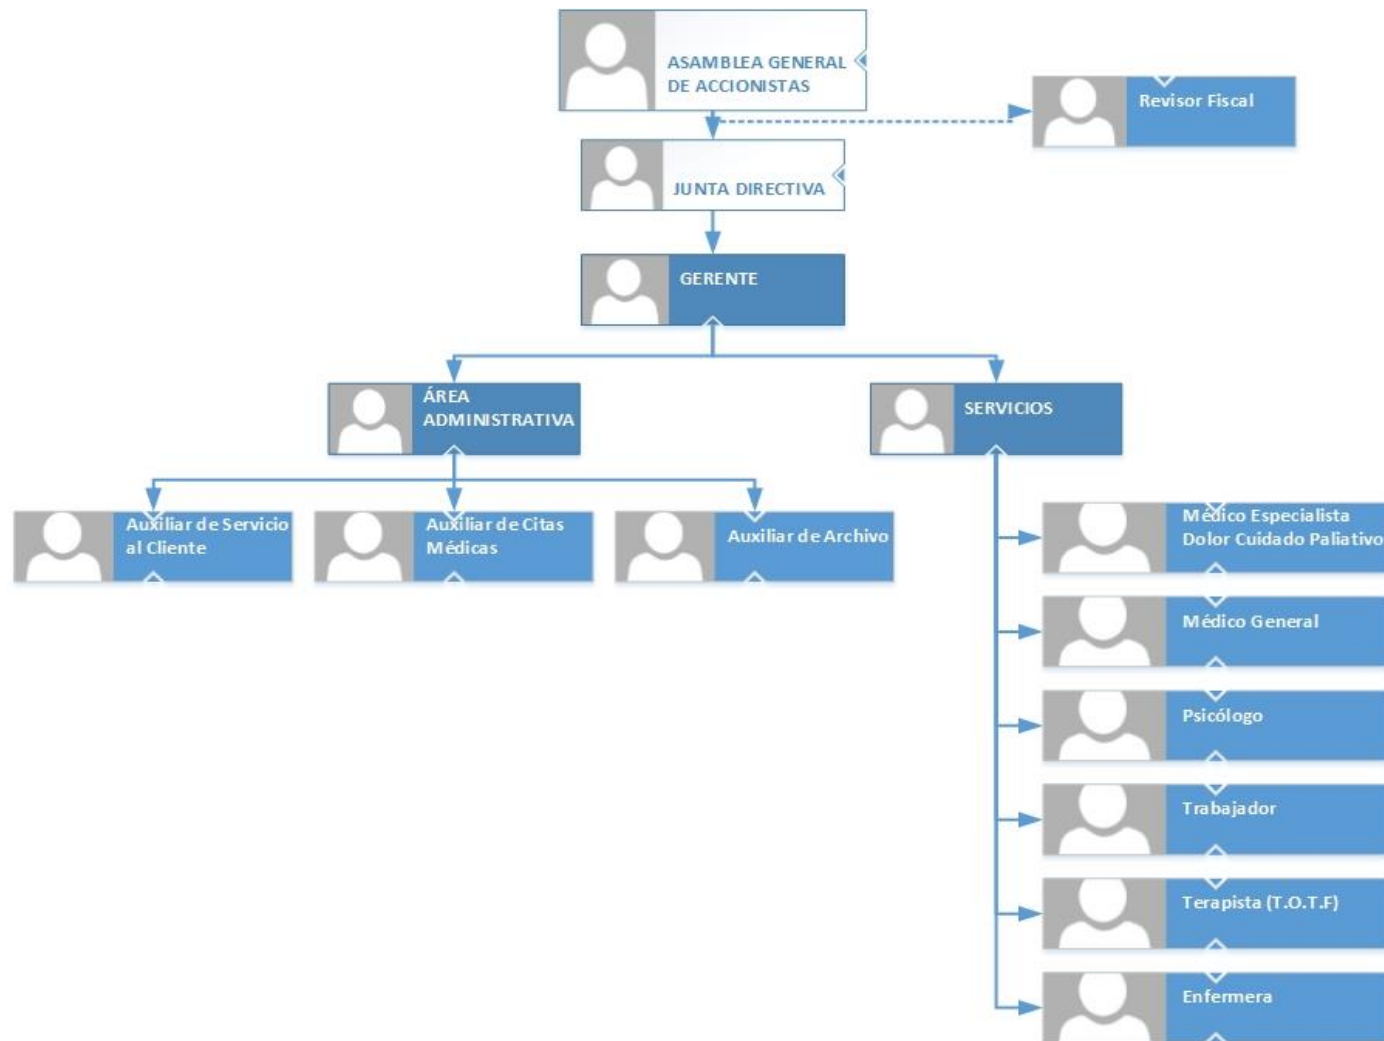 ASAMBLEA GENERAL
DE ACCIONISTAS
Revisor Fiscal
JUNTA DIRECTIVA
GERENTE
ÁREA
ADMINISTRATIVA
SERVICIOS
Auxiliar de Servicio
al Cliente
Auxiliar de Citas
Médicas
Auxiliar de Archivo
Médico Especialista
Dolor Cuidado Paliativo
Médico General
Psicólogo
Trabajador
Terapista (T.O.T.F)
Enfermera